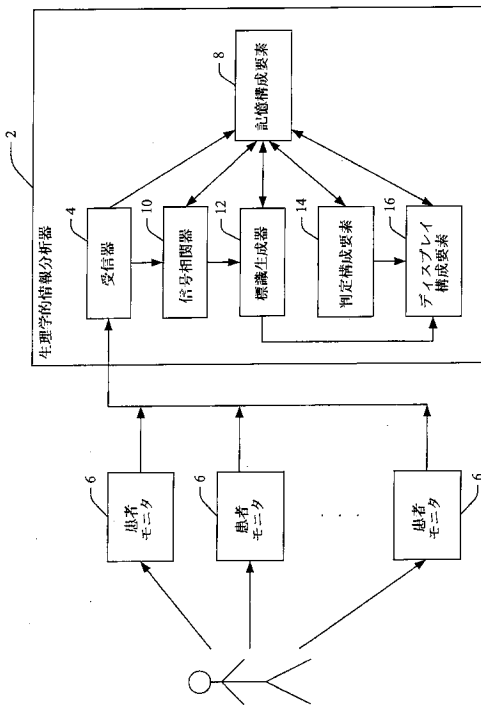 2
生理学的情報分析器
4
受信器
10
信号相関器
12
標識生成器
14
判定構成要素
16
ディスプレイ
構成要素
8
記憶構成要素
6
患者
モニタ
6
患者
モニタ
6
患者
モニタ